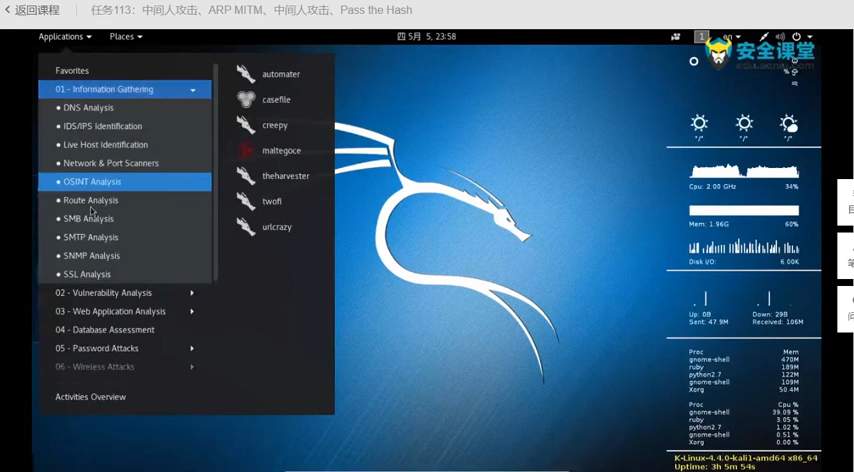 返回课程
任务113：中间人攻击、ARP MITM、中间人攻击、Pass the Hash
Applications
Places
四 5月 5, 23:58
1
安全课堂
Favorites
01 - Information Gathering
DNS Analysis
IDS/IPS Identification
Live Host Identification
Network & Port Scanners
OSINT Analysis
Route Analysis
SMB Analysis
SMTP Analysis
SNMP Analysis
SSL Analysis
02 - Vulnerability Analysis
03 - Web Application Analysis
04 - Database Assessment
05 - Password Attacks
06 - Wireless Attacks
Activities Overview
automater
casefile
creepy
maltegoce
theharvester
twofi
urlcrazy
Cpu: 2.00 GHz 34%
Mem: 1.96G 60%
Disk I/O: 6.00K
Up: 0B Down: 29B
Sent: 47.9M Received: 106M
Proc Mem
gnome-shell 470M
ruby 189M
python2.7 122M
gnome-shell 109M
Xorg 50.4M
Proc Cpu %
gnome-shell 39.09 %
ruby 3.05 %
python2.7 1.02 %
gnome-shell 0.51 %
Xorg 0.00 %
K-Linux-4.4.0-kali1-amd64 x86_64
Uptime: 3h 5m 54s